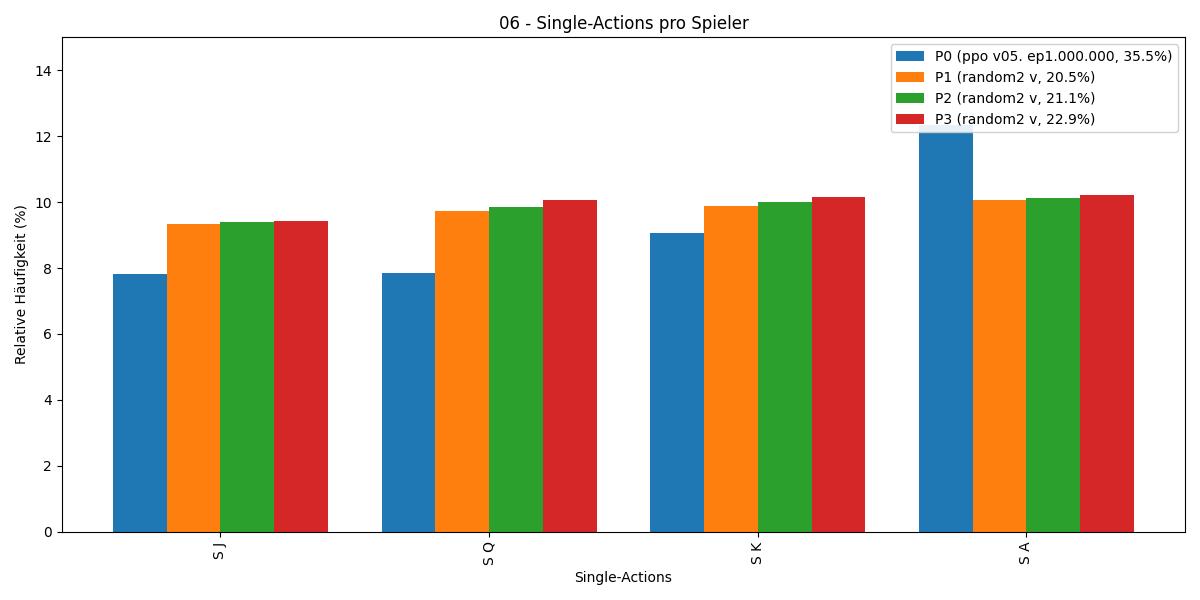 06 - Single-Actions pro Spieler
P0 (ppo v05. ep1.000.000, 35.5%)
P1 (random2 v, 20.5%)
P2 (random2 v, 21.1%)
P3 (random2 v, 22.9%)
Relative Häufigkeit (%)
14
12
10
8
6
4
2
0
S J
S Q
S K
S A
Single-Actions